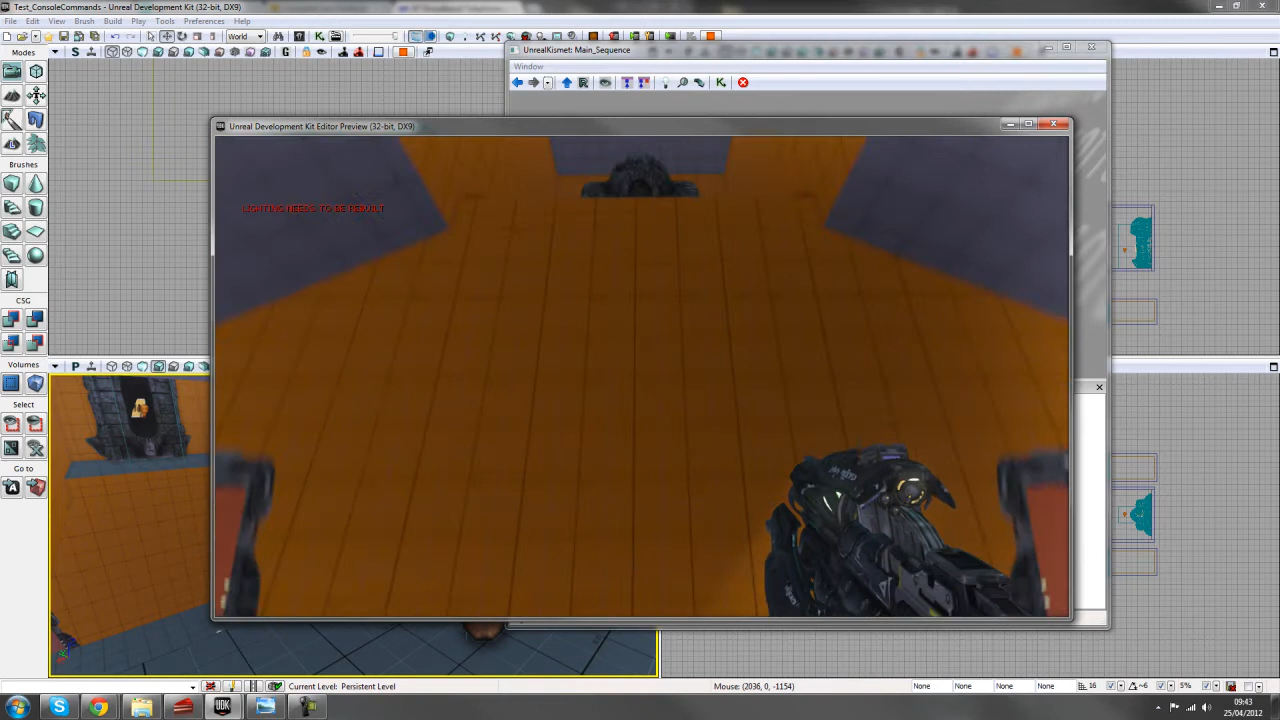 Test_ConsoleCommands - Unreal Development Kit (32-bit, DX9)
File Edit View Brush Build Play Tools Preferences Help
World
Modes
UnrealKismet: Main_Sequence
Window
Unreal Development Kit Editor Preview (32-bit, DX9)
LIGHTING NEEDS TO BE REBUILT
Brushes
CSG
Volumes
Select
Go to
Current Level: Persistent Level
Mouse: (2036, 0, -1154)
None None None None 16 ~6 5%
UDK
09:43
25/04/2012